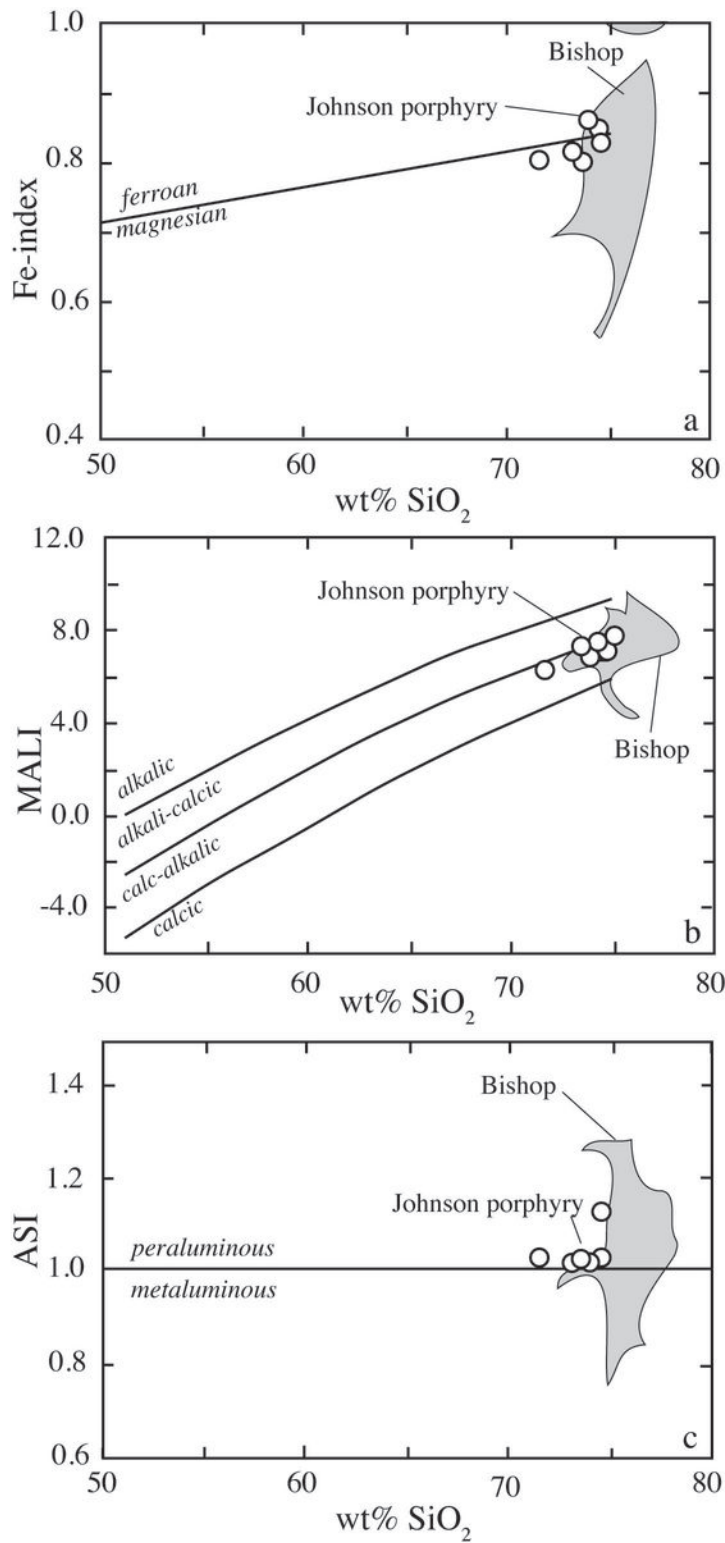 1.0
Bishop
Johnson porphyry
0.8
ferroan
magnesian
Fe-index
0.6
a
0.4
50
60
70
80
wt% SiO₂
12.0
Johnson porphyry
8.0
4.0
Bishop
MALI
alkalic
alkali-calcic
0.0
calc-alkalic
-4.0
calcic
b
50
60
70
80
wt% SiO₂
1.4
Bishop
1.2
Johnson porphyry
ASI
peraluminous
1.0
metaluminous
0.8
c
0.6
50
60
70
80
wt% SiO₂